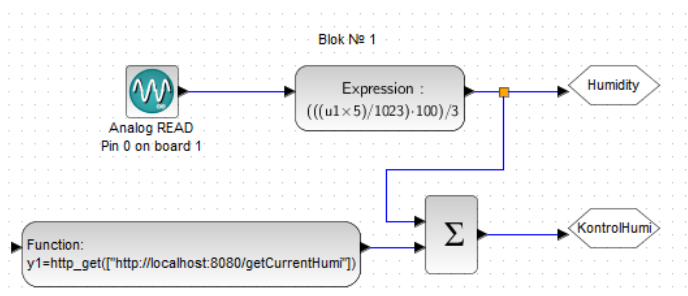 Blok № 1
Expression :
(((u1×5)/1023)·100)/3
Humidity
Analog READ
Pin 0 on board 1
Σ
KontrolHumi
Function:
y1=http_get(["http://localhost:8080/getCurrentHumi"])